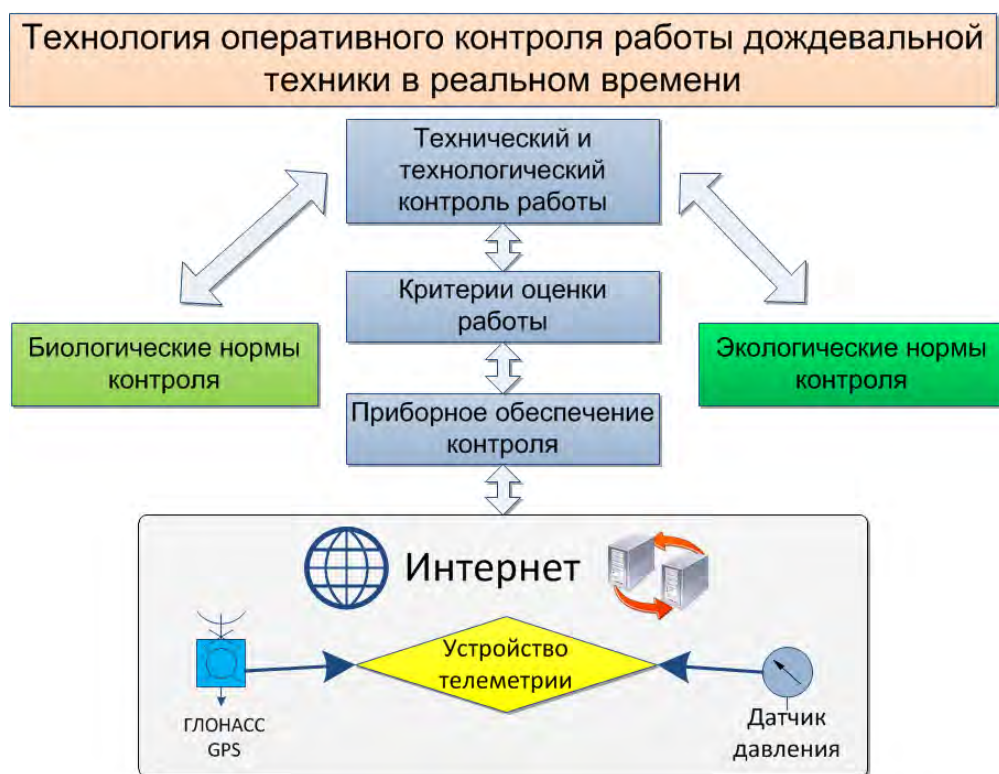 Технология оперативного контроля работы дождевальной
техники в реальном времени
Технический и
технологический
контроль работы
Критерии оценки
работы
Биологические нормы
контроля
Экологические нормы
контроля
Приборное обеспечение
контроля
Интернет
Устройство
телеметрии
ГЛОНАСС
GPS
Датчик
давления